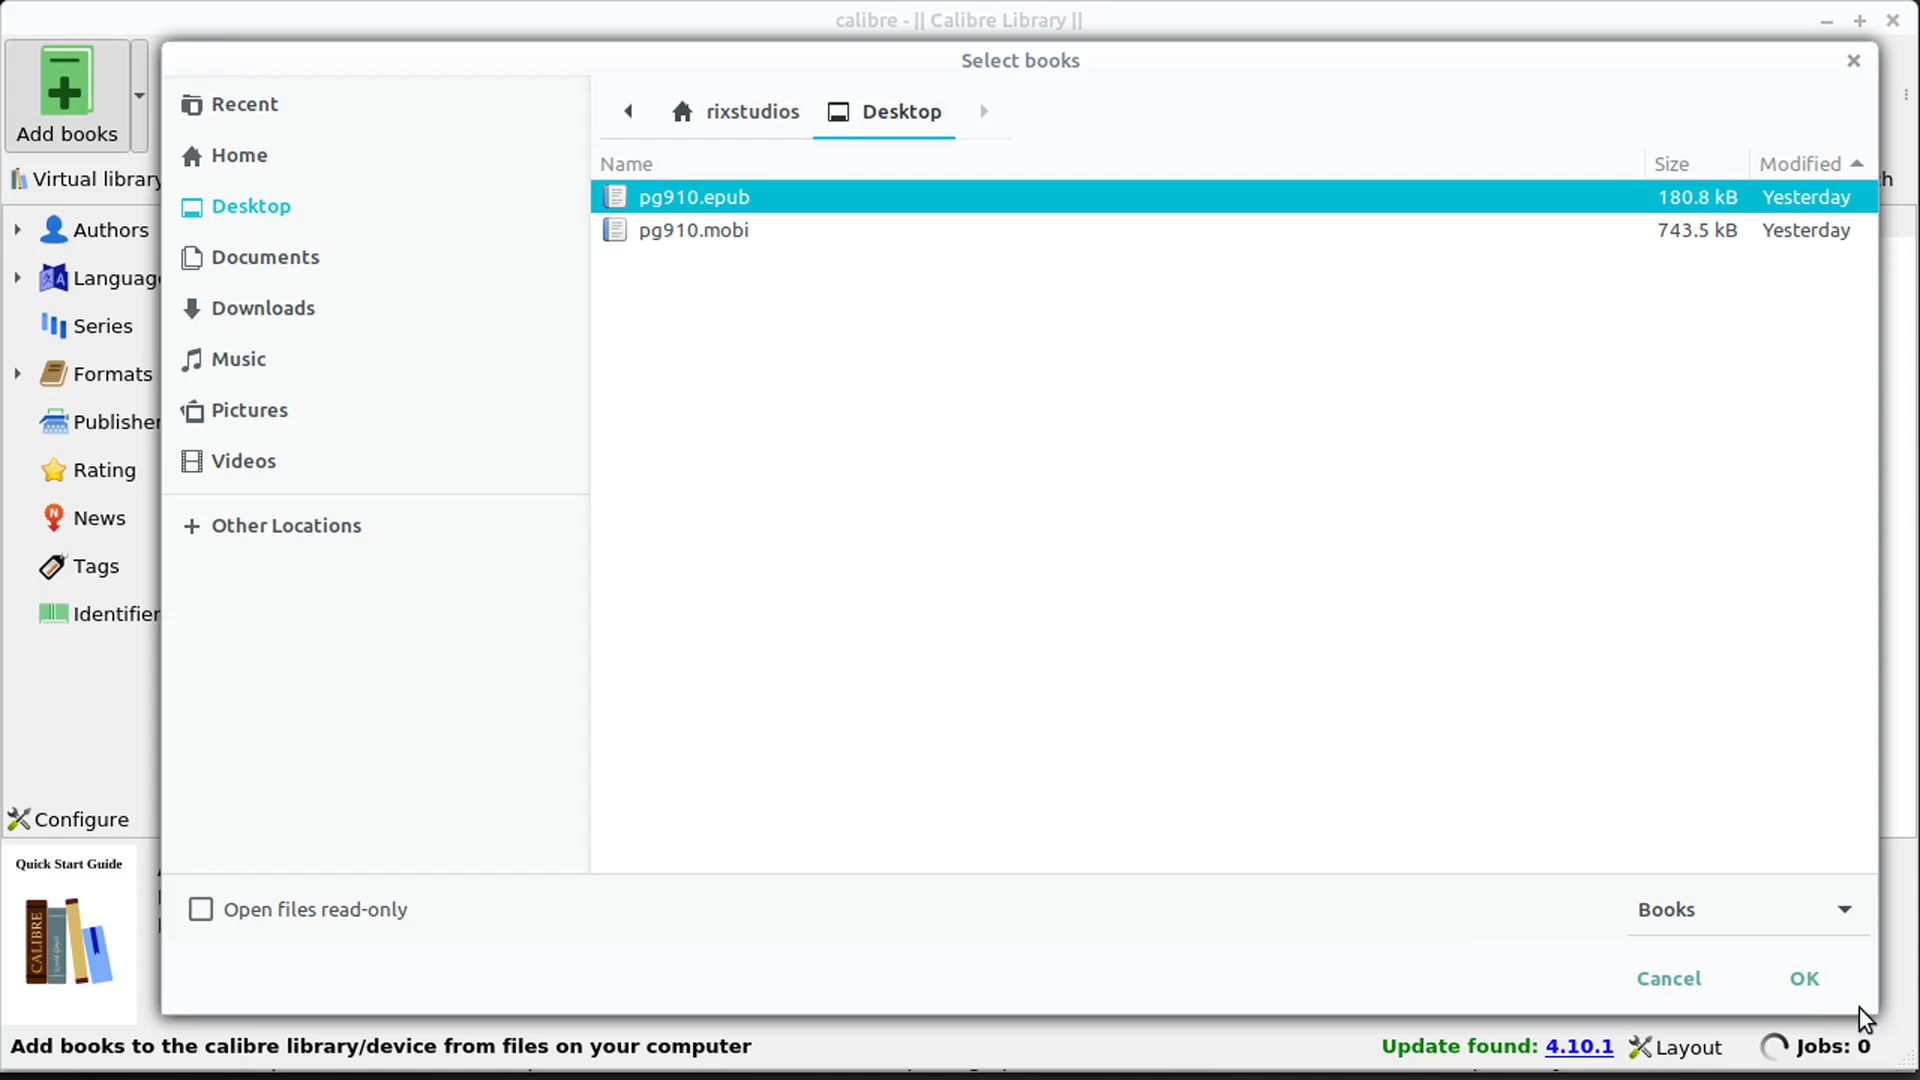 calibre - || Calibre Library ||
Add books
Virtual library
Authors
Languag
Series
Formats
Publisher
Rating
News
Tags
Identifier
Configure
Quick Start Guide
CALIBRE
Select books
Recent
Home
Desktop
Documents
Downloads
Music
Pictures
Videos
Other Locations
rixstudios Desktop
Name Size Modified
pg910.epub 180.8 kB Yesterday
pg910.mobi 743.5 kB Yesterday
Open files read-only
Books
Cancel OK
Add books to the calibre library/device from files on your computer
Update found: 4.10.1 Layout Jobs: 0